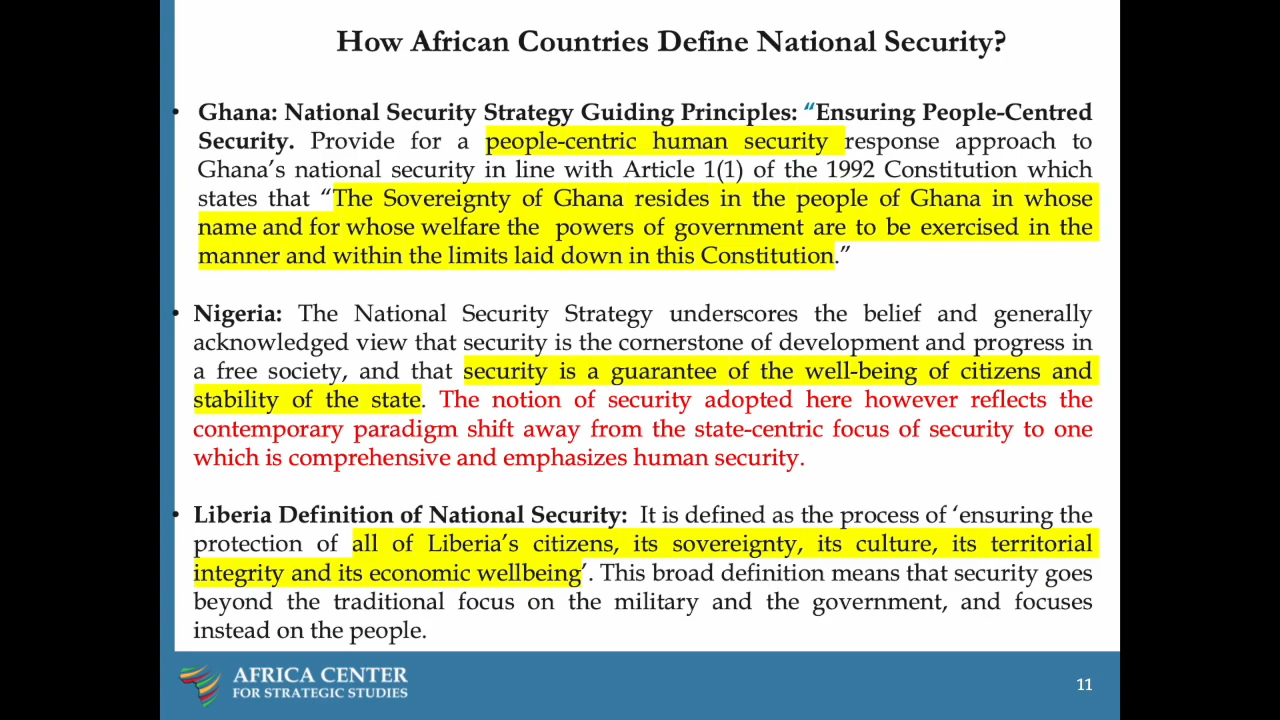 How African Countries Define National Security?
• Ghana: National Security Strategy Guiding Principles: “Ensuring People-Centred
Security. Provide for a people-centric human security response approach to
Ghana’s national security in line with Article 1(1) of the 1992 Constitution which
states that “The Sovereignty of Ghana resides in the people of Ghana in whose
name and for whose welfare the powers of government are to be exercised in the
manner and within the limits laid down in this Constitution.”
• Nigeria: The National Security Strategy underscores the belief and generally
acknowledged view that security is the cornerstone of development and progress in
a free society, and that security is a guarantee of the well-being of citizens and
stability of the state. The notion of security adopted here however reflects the
contemporary paradigm shift away from the state-centric focus of security to one
which is comprehensive and emphasizes human security.
• Liberia Definition of National Security: It is defined as the process of ‘ensuring the
protection of all of Liberia’s citizens, its sovereignty, its culture, its territorial
integrity and its economic wellbeing’. This broad definition means that security goes
beyond the traditional focus on the military and the government, and focuses
instead on the people.
AFRICA CENTER
FOR STRATEGIC STUDIES
11